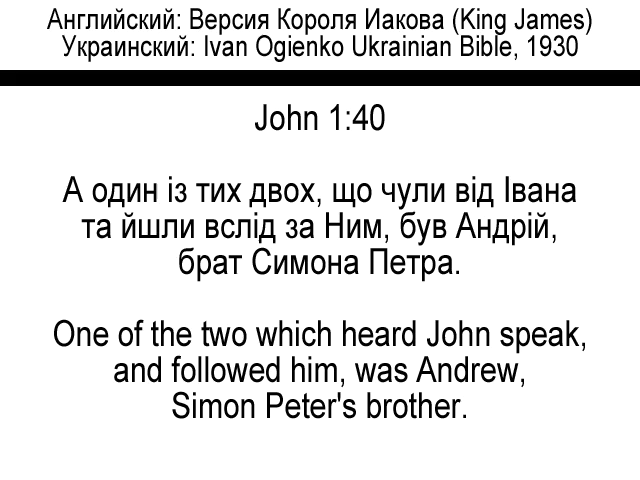 Английский: Версия Короля Иакова (King James)
Украинский: Ivan Ogienko Ukrainian Bible, 1930
John 1:40
А один із тих двох, що чули від Івана
та йшли вслід за Ним, був Андрій,
брат Симона Петра.
One of the two which heard John speak,
and followed him, was Andrew,
Simon Peter's brother.